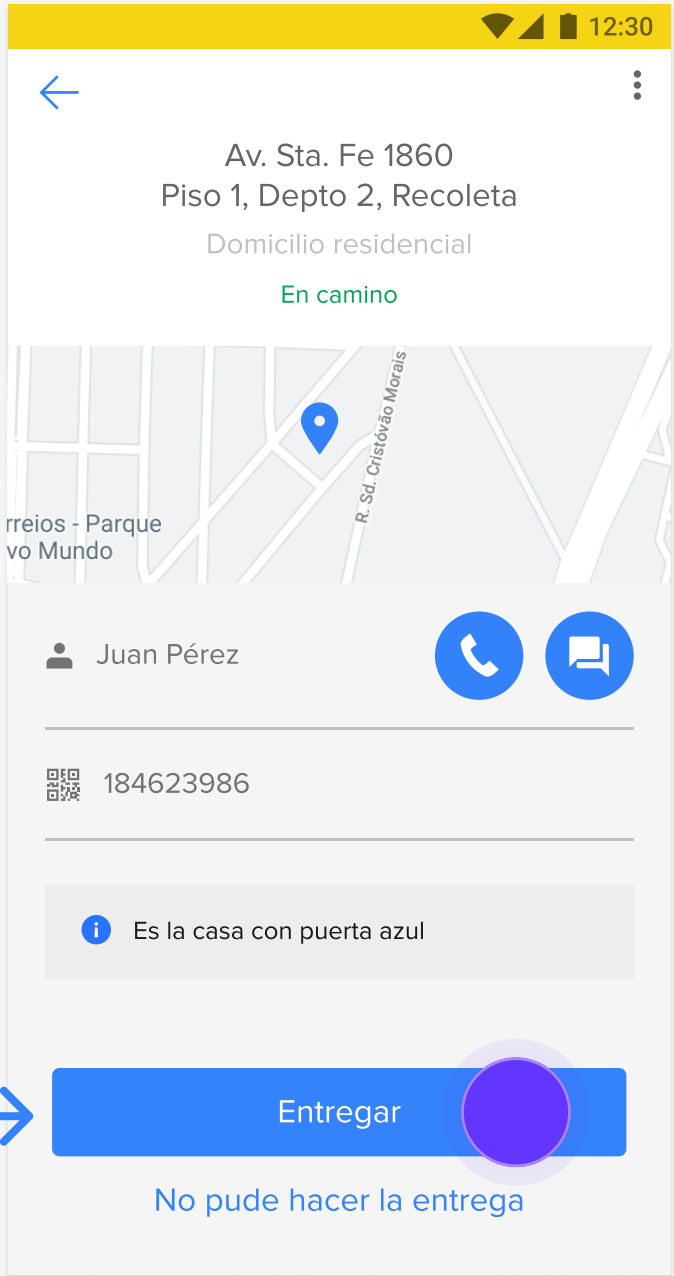 12:30
Av. Sta. Fe 1860
Piso 1, Depto 2, Recoleta
Domicilio residencial
En camino
R. Sd. Cristóvão Morais
rreios - Parque
vo Mundo
Juan Pérez
184623986
Es la casa con puerta azul
Entregar
No pude hacer la entrega